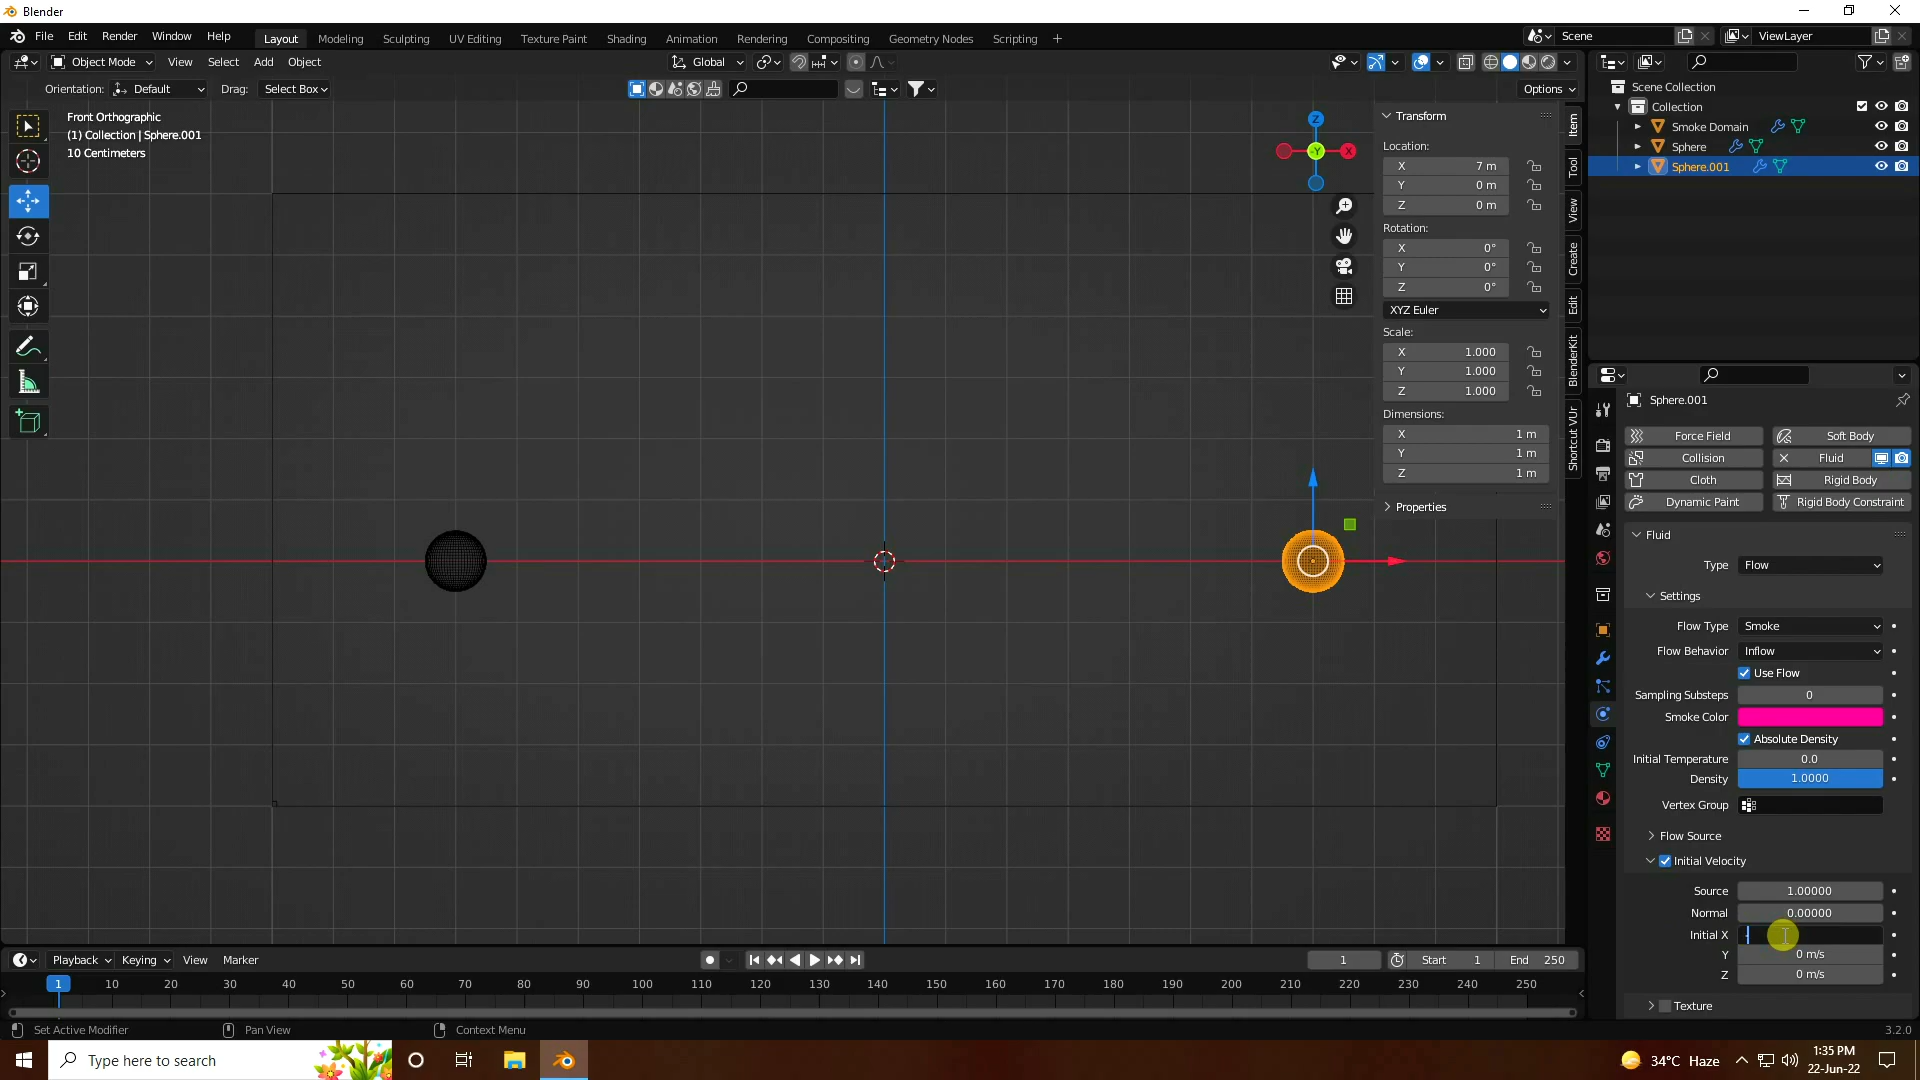 Blender
File Edit Render Window Help
Layout Modeling Sculpting UV Editing Texture Paint Shading Animation Rendering Compositing Geometry Nodes Scripting +
Scene
ViewLayer
Object Mode View Select Add Object
Global
Orientation: Default Drag: Select Box
Options
Front Orthographic
(1) Collection | Sphere.001
10 Centimeters
Z
-Y
X
Transform
Location:
X 7 m
Y 0 m
Z 0 m
Rotation:
X 0°
Y 0°
Z 0°
XYZ Euler
Scale:
X 1.000
Y 1.000
Z 1.000
Dimensions:
X 1 m
Y 1 m
Z 1 m
Properties
Item
Tool
View
Create
Edit
BlenderKit
Shortcut VUr
Scene Collection
Collection
Smoke Domain
Sphere
Sphere.001
Sphere.001
Force Field Soft Body
Collision Fluid
Cloth Rigid Body
Dynamic Paint Rigid Body Constraint
Fluid
Type Flow
Settings
Flow Type Smoke
Flow Behavior Inflow
Use Flow
Sampling Substeps 0
Smoke Color
Absolute Density
Initial Temperature 0.0
Density 1.0000
Vertex Group
Flow Source
Initial Velocity
Source 1.00000
Normal 0.00000
Initial X -
Y 0 m/s
Z 0 m/s
Texture
Playback Keying View Marker
1 Start 1 End 250
1 10 20 30 40 50 60 70 80 90 100 110 120 130 140 150 160 170 180 190 200 210 220 230 240 250
Set Active Modifier Pan View Context Menu
3.2.0
Type here to search
34°C Haze
1:35 PM
22-Jun-22